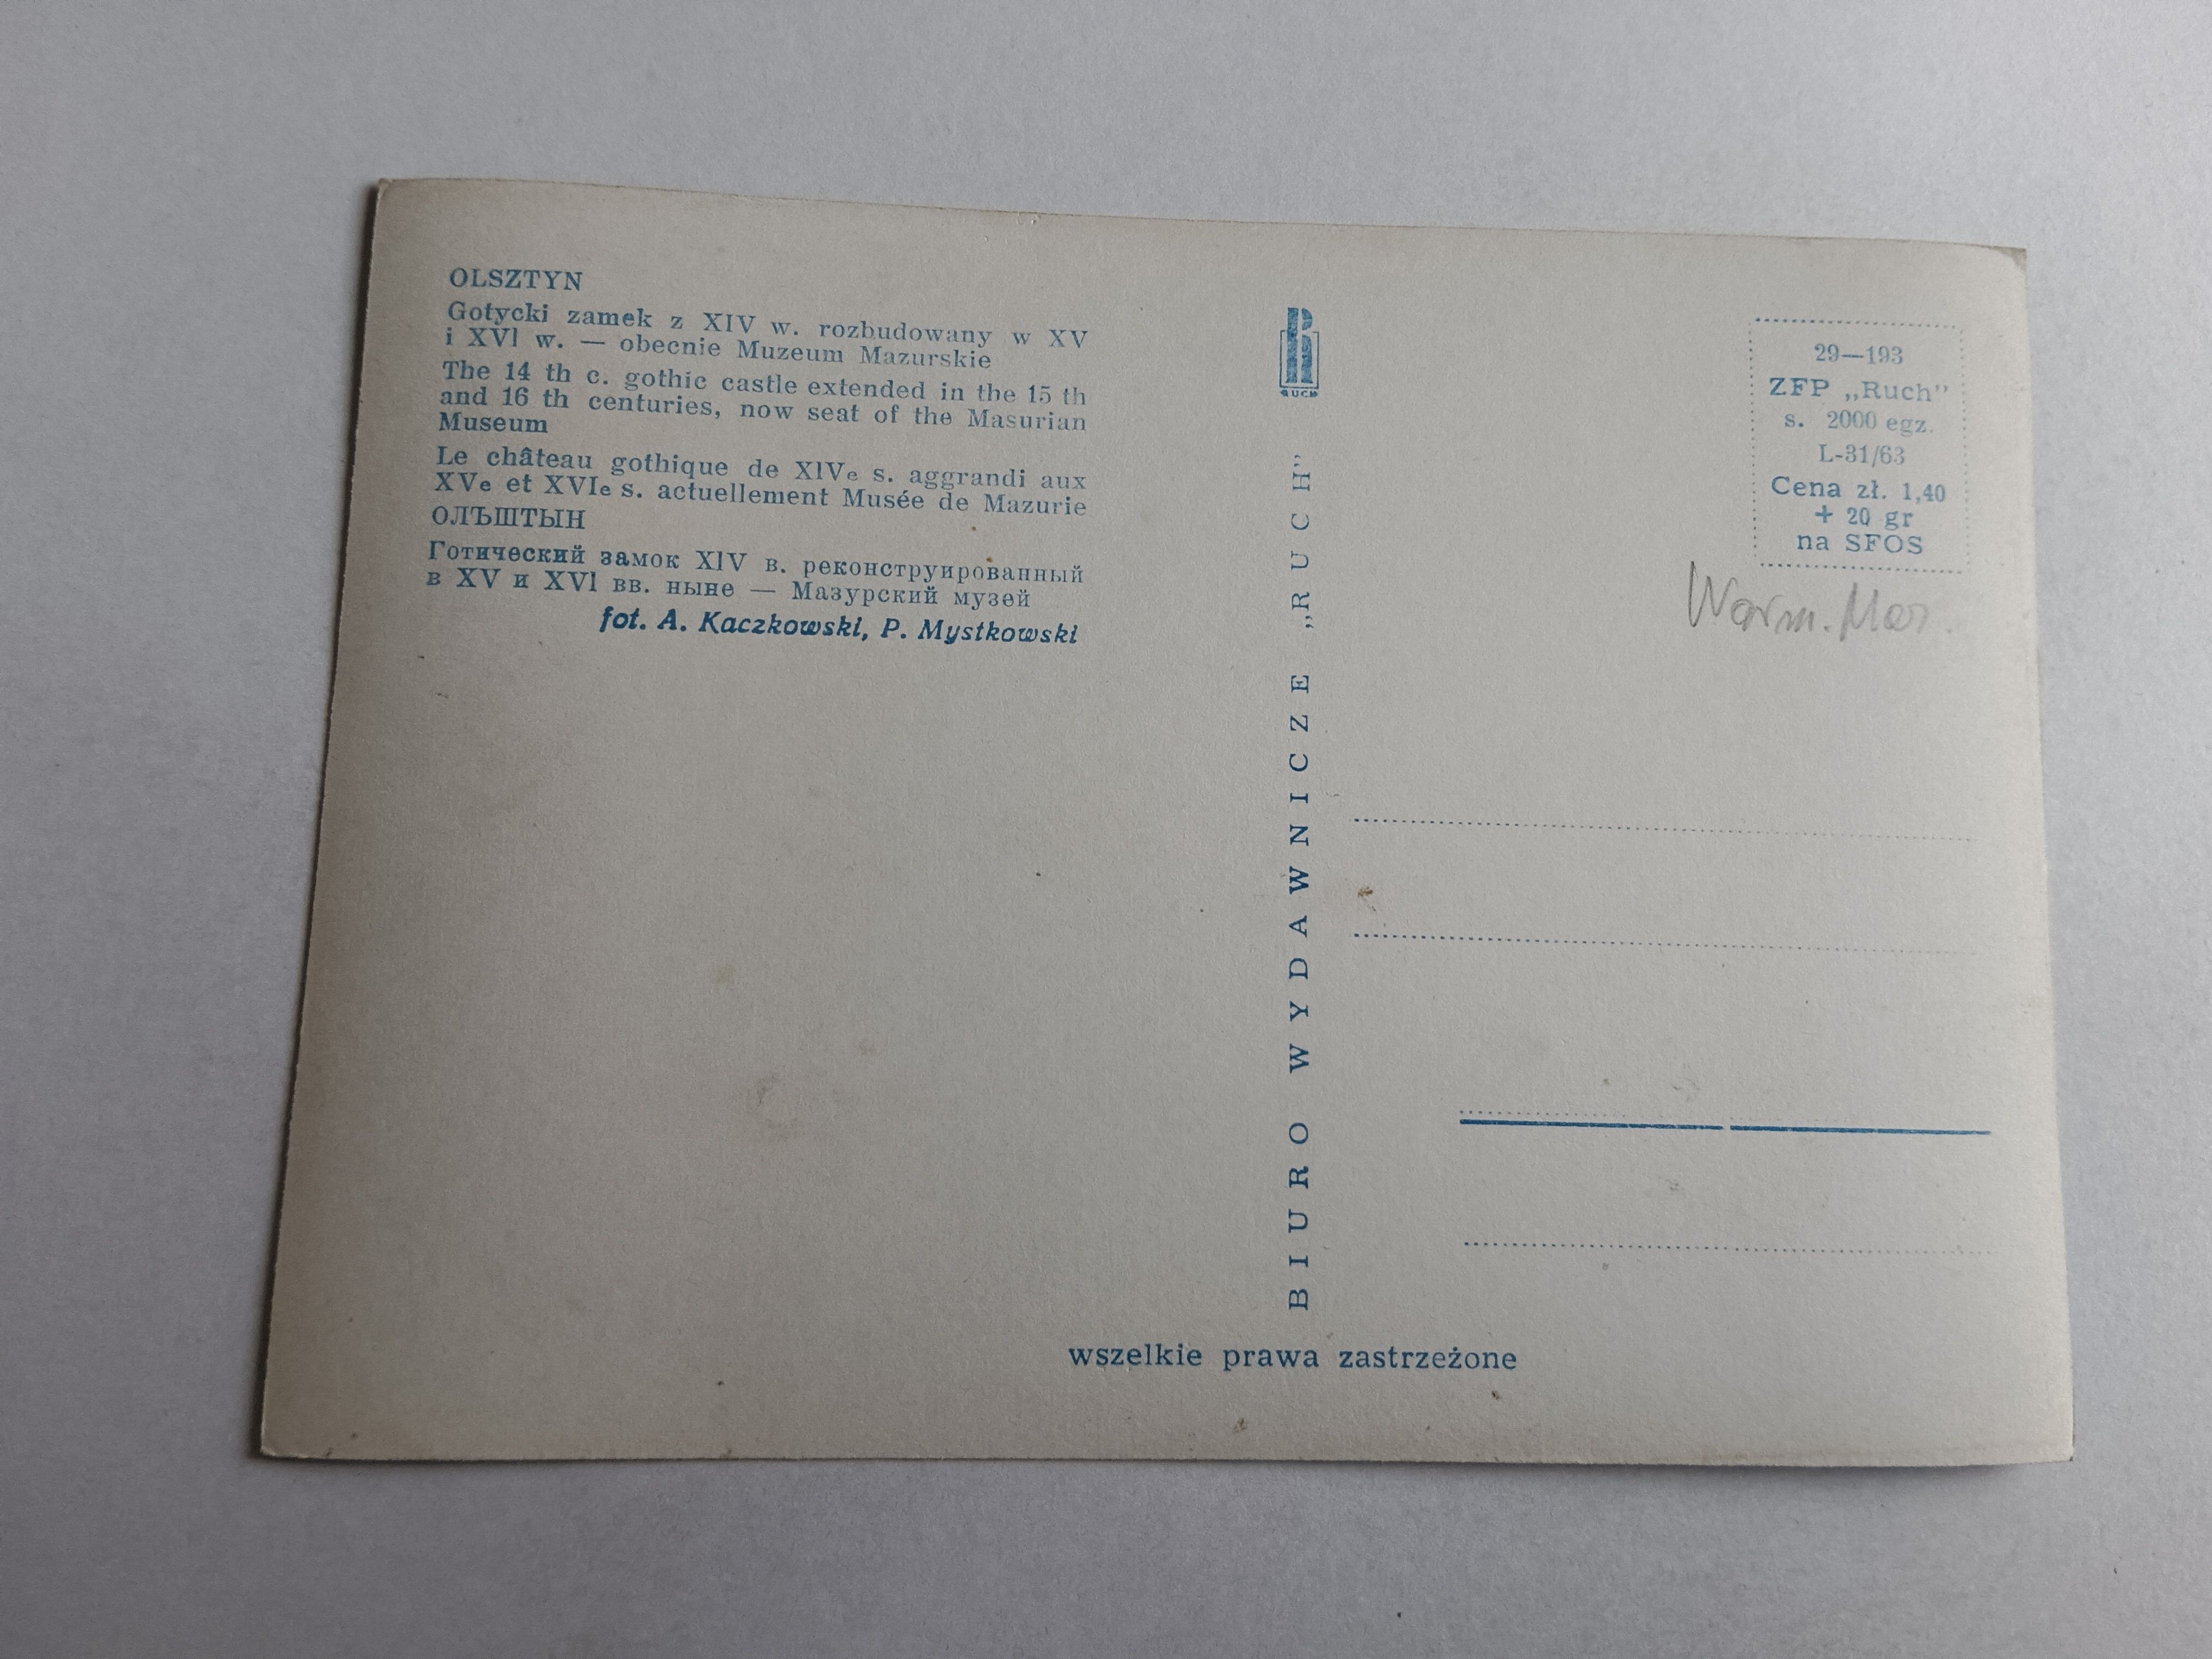 OLSZTYN
Gotycki zamek z XIV w. rozbudowany w XV
i XVI w. — obecnie Muzeum Mazurskie
The 14 th c. gothic castle extended in the 15 th
and 16 th centuries, now seat of the Masurian
Museum
Le château gothique de XIVe s. aggrandi aux
XVe et XVIe s. actuellement Musée de Mazurie
ОЛЪШТЫН
Готический замок XIV в. реконструированный
в XV и XVI вв. ныне — Мазурский музей
fot. A. Kaczkowski, P. Mystkowski
RUCH
BIURO WYDAWNICZE „RUCH”
29—193
ZFP „Ruch”
s. 2000 egz.
L-31/63
Cena zł. 1,40
+ 20 gr
na SFOS
Warm. Maz.
wszelkie prawa zastrzeżone